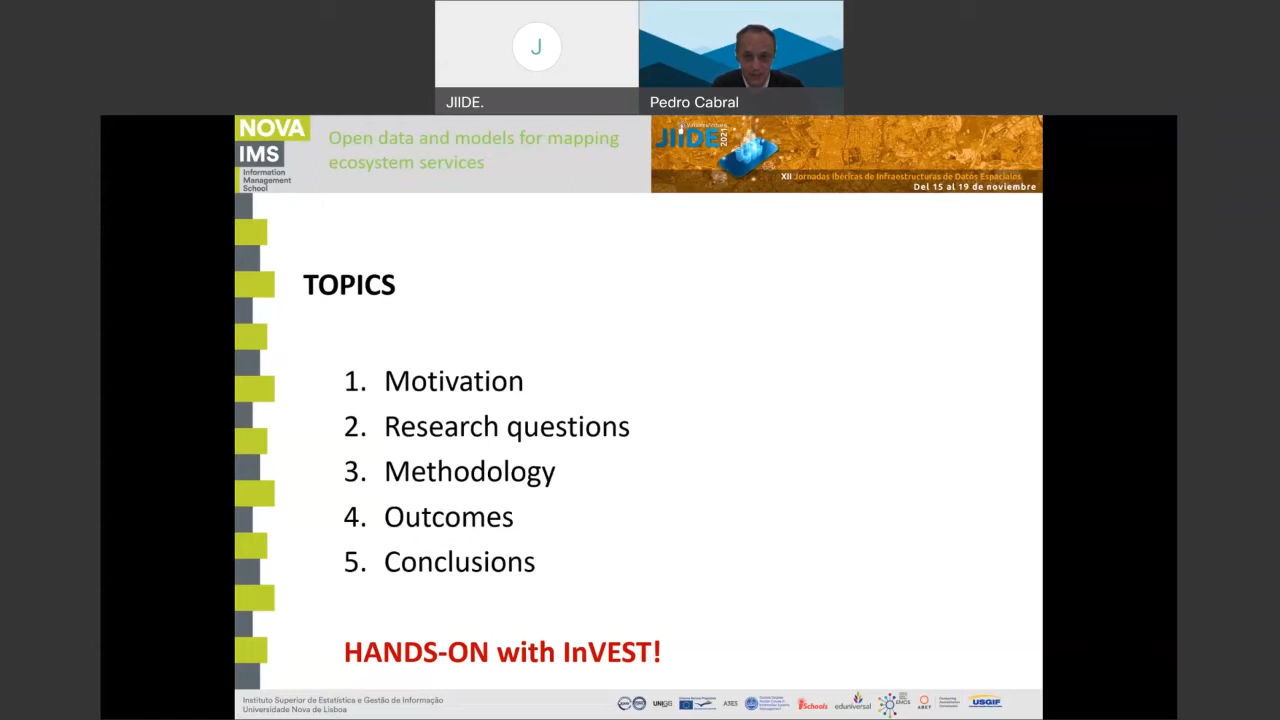 J
JIIDE.
Pedro Cabral
NOVA
IMS
Information
Management
School
Open data and models for mapping
ecosystem services
JIIDE
2021
XII Jornadas Ibéricas de Infraestructuras de Datos Espaciales
Del 15 al 19 de noviembre
TOPICS
1. Motivation
2. Research questions
3. Methodology
4. Outcomes
5. Conclusions
HANDS-ON with InVEST!
Instituto Superior de Estatística e Gestão de Informação
Universidade Nova de Lisboa
UNIGIS
A3ES
eduniversal
USGIF